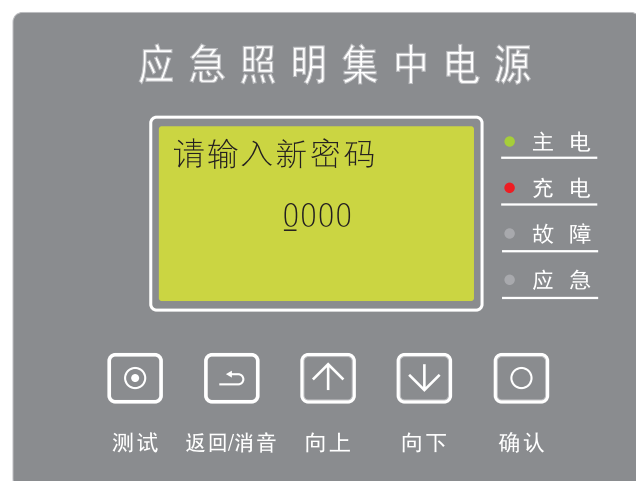 应急照明集中电源
请输入新密码
0000
主电
充电
故障
应急
测试 返回/消音 向上 向下 确认